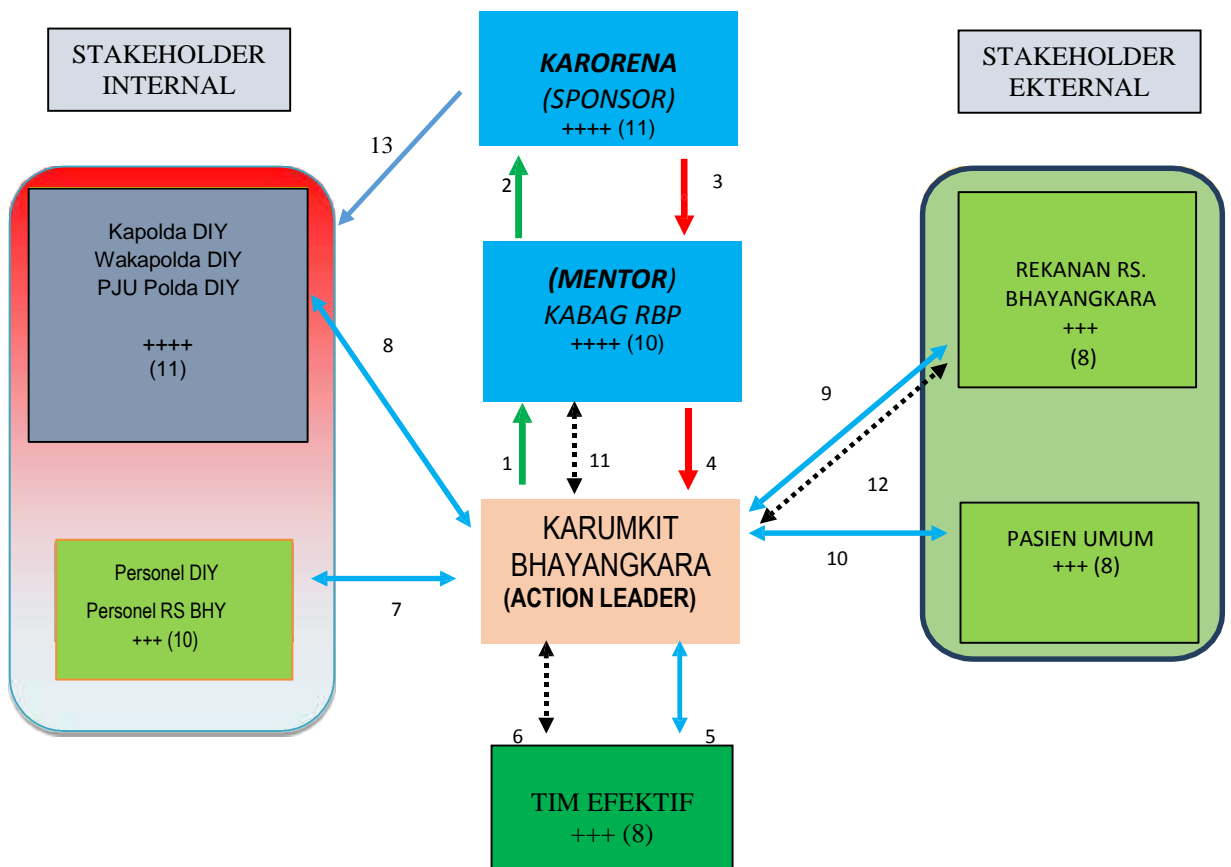 STAKEHOLDER
INTERNAL
KARORENA
(SPONSOR)
++++ (11)
STAKEHOLDER
EKTERNAL
13
2
3
Kapolda DIY
Wakapolda DIY
PJU Polda DIY
++++
(11)
(MENTOR)
KABAG RBP
++++ (10)
REKANAN RS.
BHAYANGKARA
+++
(8)
8
9
1
11
4
12
KARUMKIT
BHAYANGKARA
(ACTION LEADER)
PASIEN UMUM
+++ (8)
10
Personel DIY
Personel RS BHY
+++ (10)
7
6
5
TIM EFEKTIF
+++ (8)